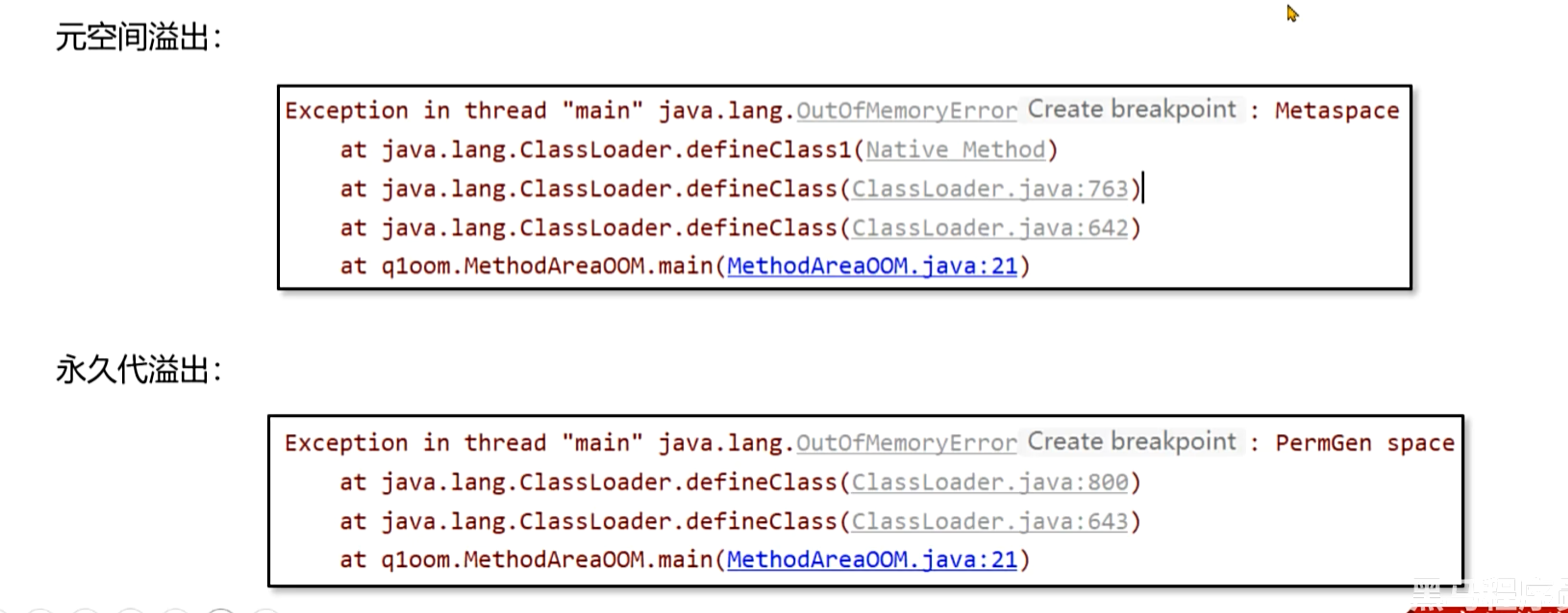 元空间溢出：
Exception in thread "main" java.lang.OutOfMemoryError Create breakpoint : Metaspace
at java.lang.ClassLoader.defineClass1(Native Method)
at java.lang.ClassLoader.defineClass(ClassLoader.java:763)
at java.lang.ClassLoader.defineClass(ClassLoader.java:642)
at q1oom.MethodAreaOOM.main(MethodAreaOOM.java:21)
永久代溢出：
Exception in thread "main" java.lang.OutOfMemoryError Create breakpoint : PermGen space
at java.lang.ClassLoader.defineClass(ClassLoader.java:800)
at java.lang.ClassLoader.defineClass(ClassLoader.java:643)
at q1oom.MethodAreaOOM.main(MethodAreaOOM.java:21)